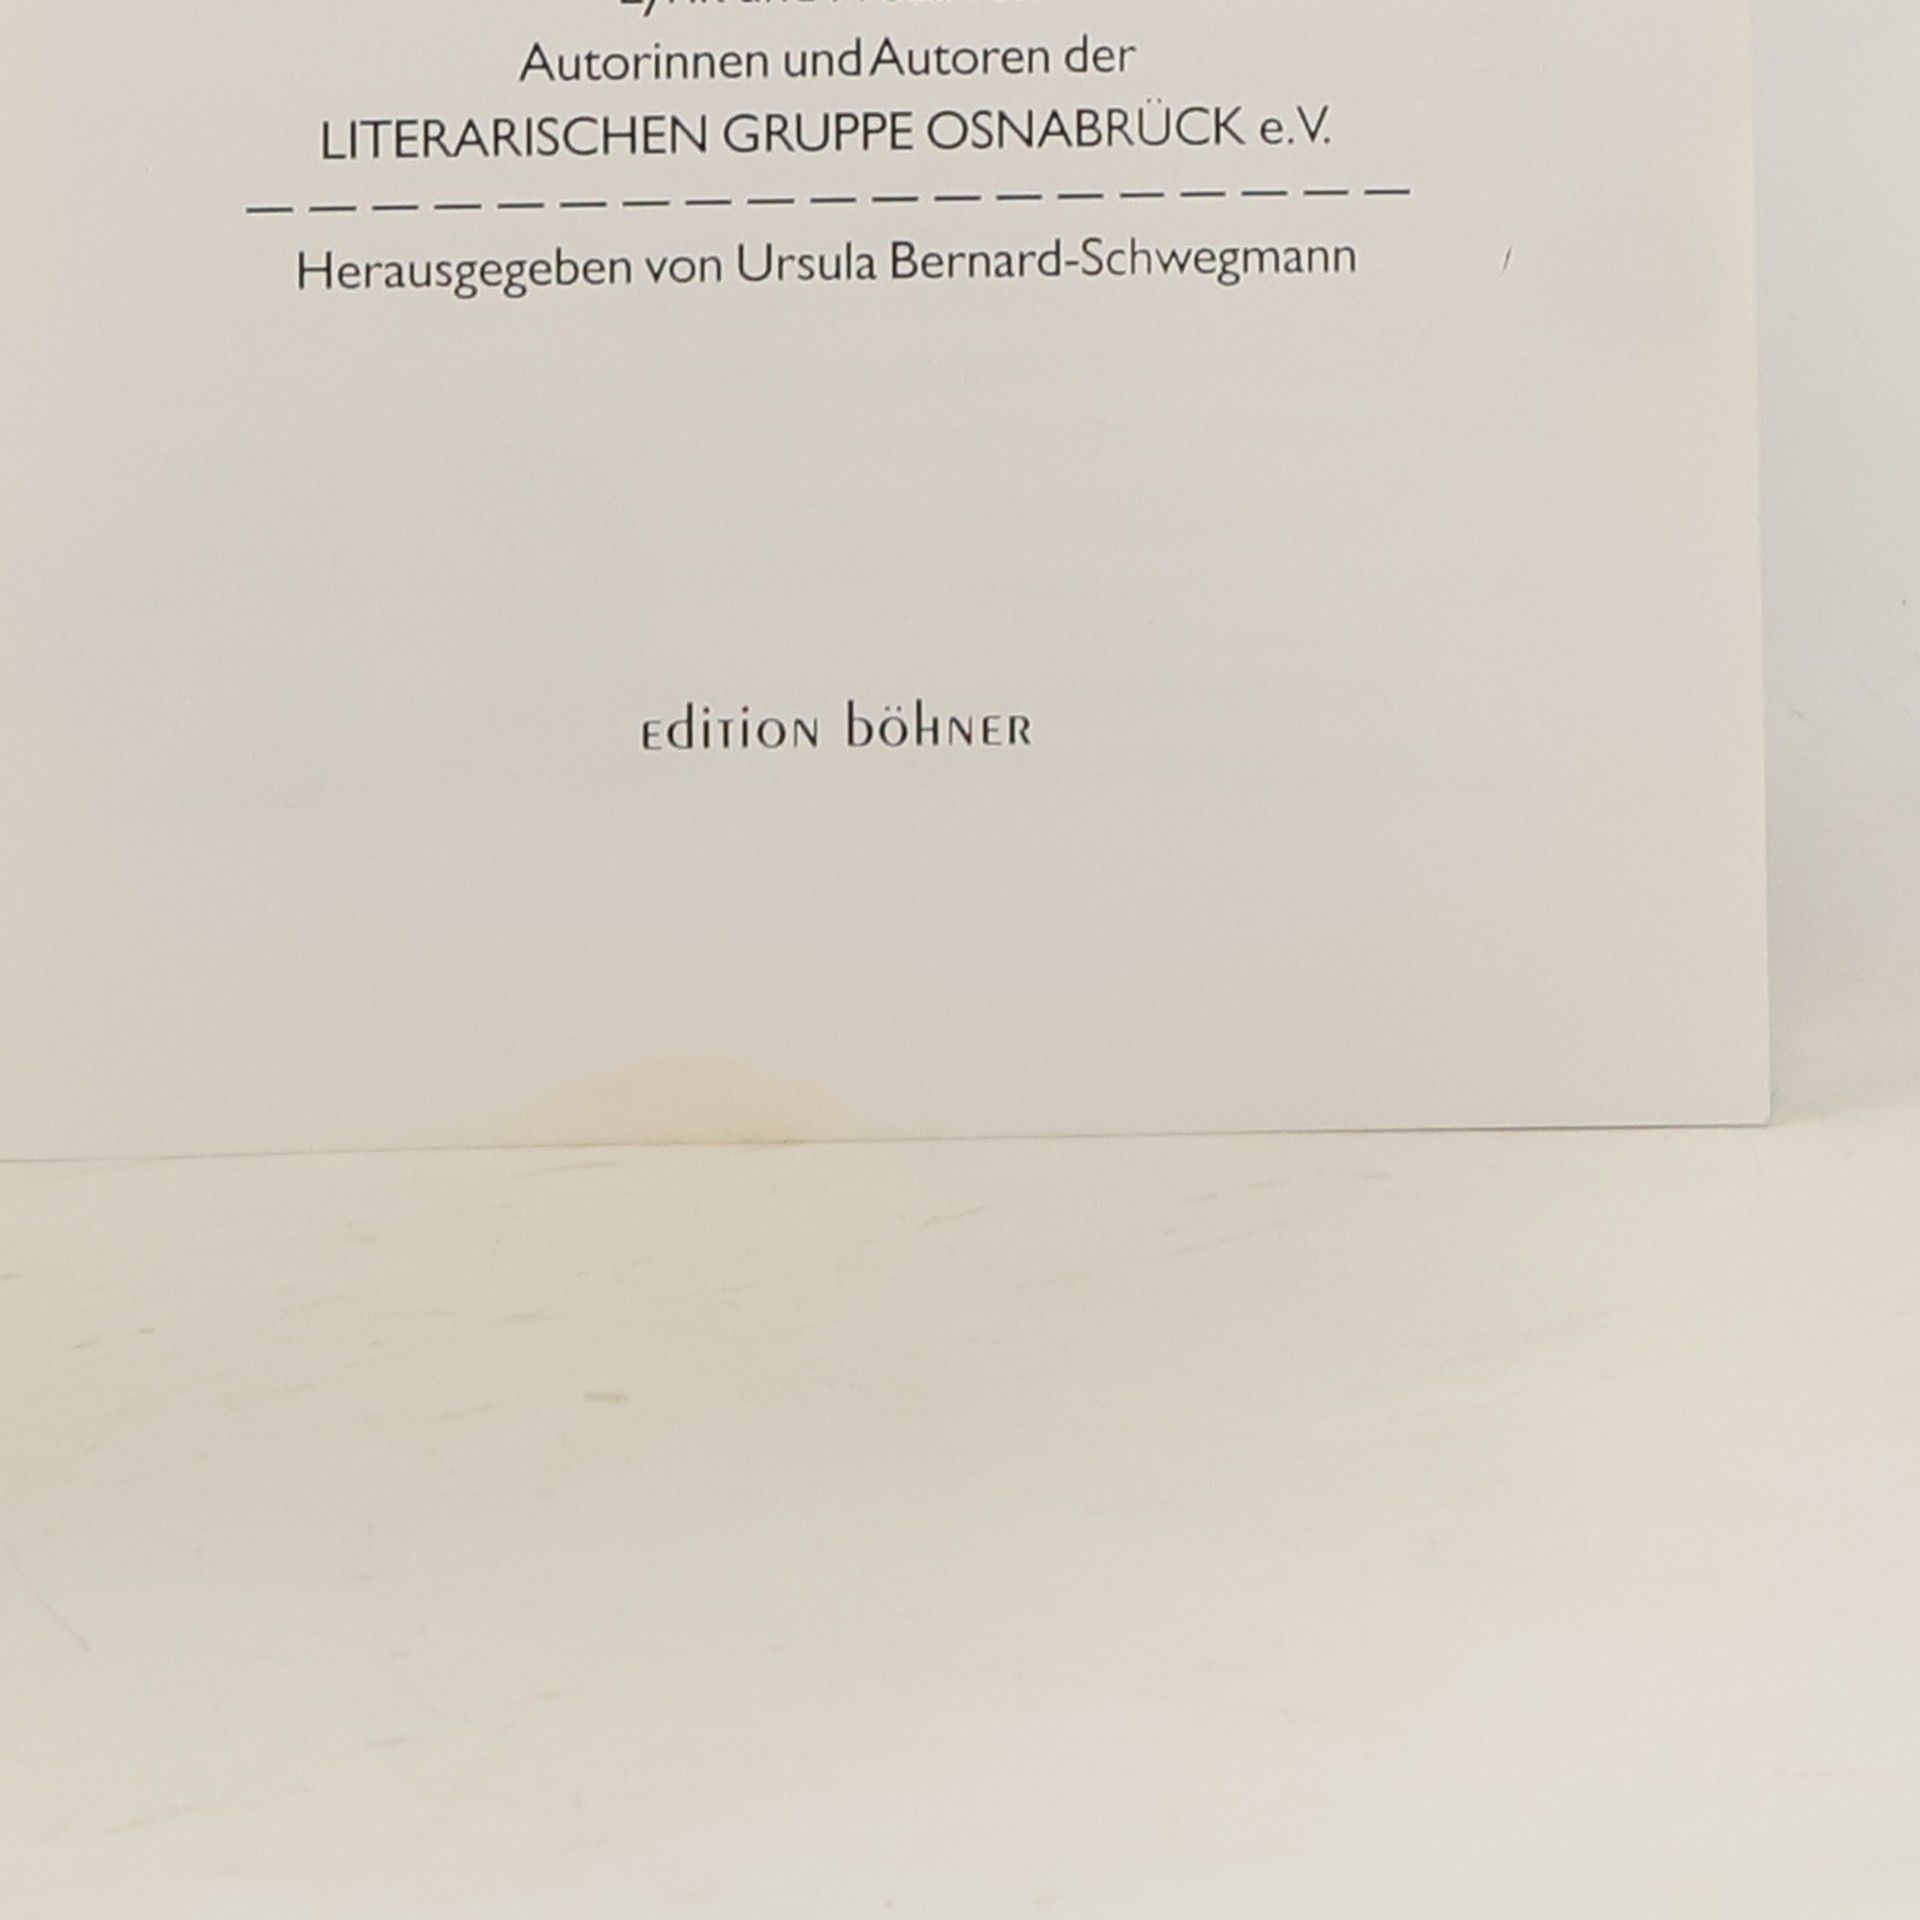 Autorinnen und Autoren der
LITERARISCHEN GRUPPE OSNABRÜCK e.V.
Herausgegeben von Ursula Bernard-Schwegmann
edition böhner